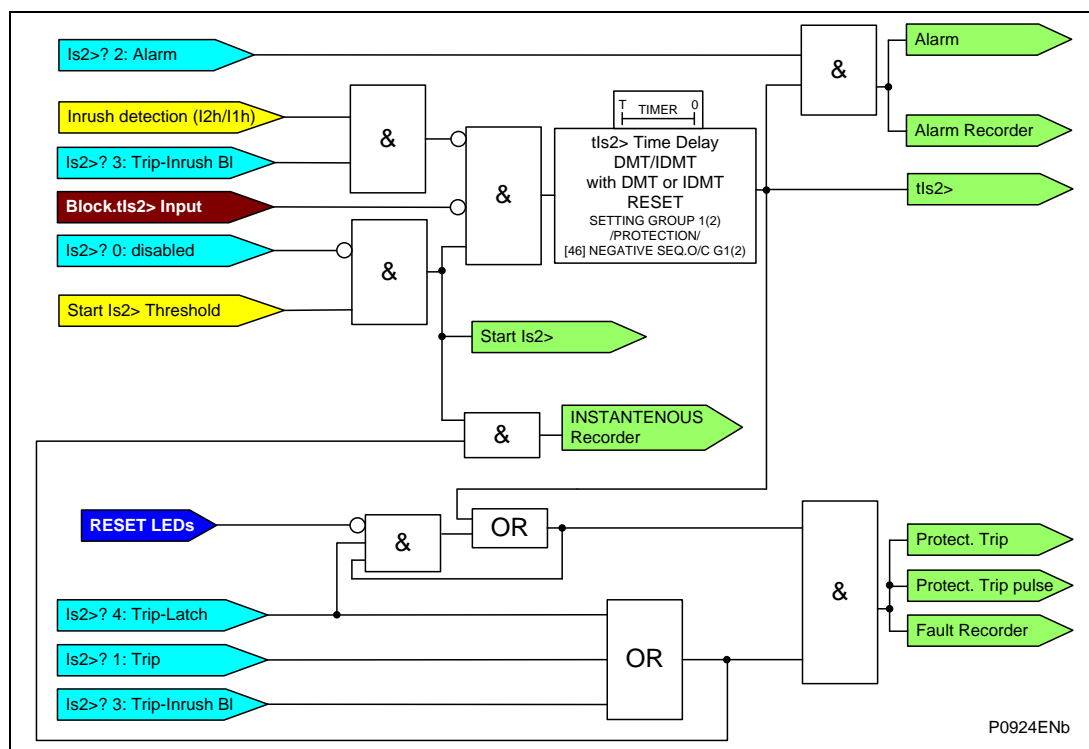 Is2>? 2: Alarm
&
Alarm
Alarm Recorder
Inrush detection (I2h/I1h)
&
Is2>? 3: Trip-Inrush Bl
Block.tIs2> Input
&
T TIMER 0
tIs2> Time Delay
DMT/IDMT
with DMT or IDMT
RESET
SETTING GROUP 1(2)
/PROTECTION/
[46] NEGATIVE SEQ.O/C G1(2)
tIs2>
Is2>? 0: disabled
&
Start Is2> Threshold
Start Is2>
&
INSTANTENOUS
Recorder
RESET LEDs
&
OR
Is2>? 4: Trip-Latch
Is2>? 1: Trip
Is2>? 3: Trip-Inrush Bl
OR
&
Protect. Trip
Protect. Trip pulse
Fault Recorder
P0924ENb